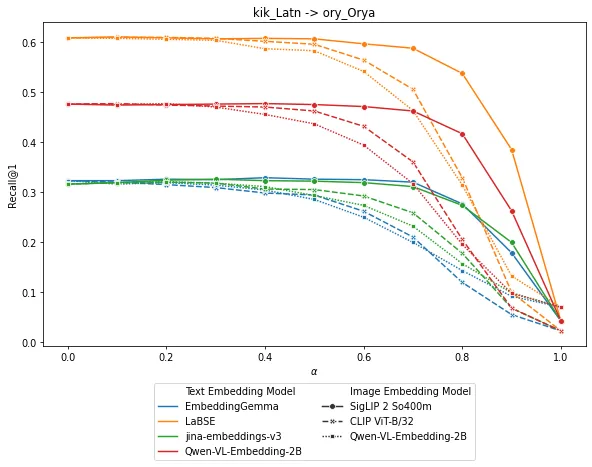 kik_Latn -> ory_Orya
Recall@1
0.6
0.5
0.4
0.3
0.2
0.1
0.0
0.0 0.2 0.4 0.6 0.8 1.0
α
Text Embedding Model Image Embedding Model
EmbeddingGemma SigLIP 2 So400m
LaBSE CLIP ViT-B/32
jina-embeddings-v3 Qwen-VL-Embedding-2B
Qwen-VL-Embedding-2B